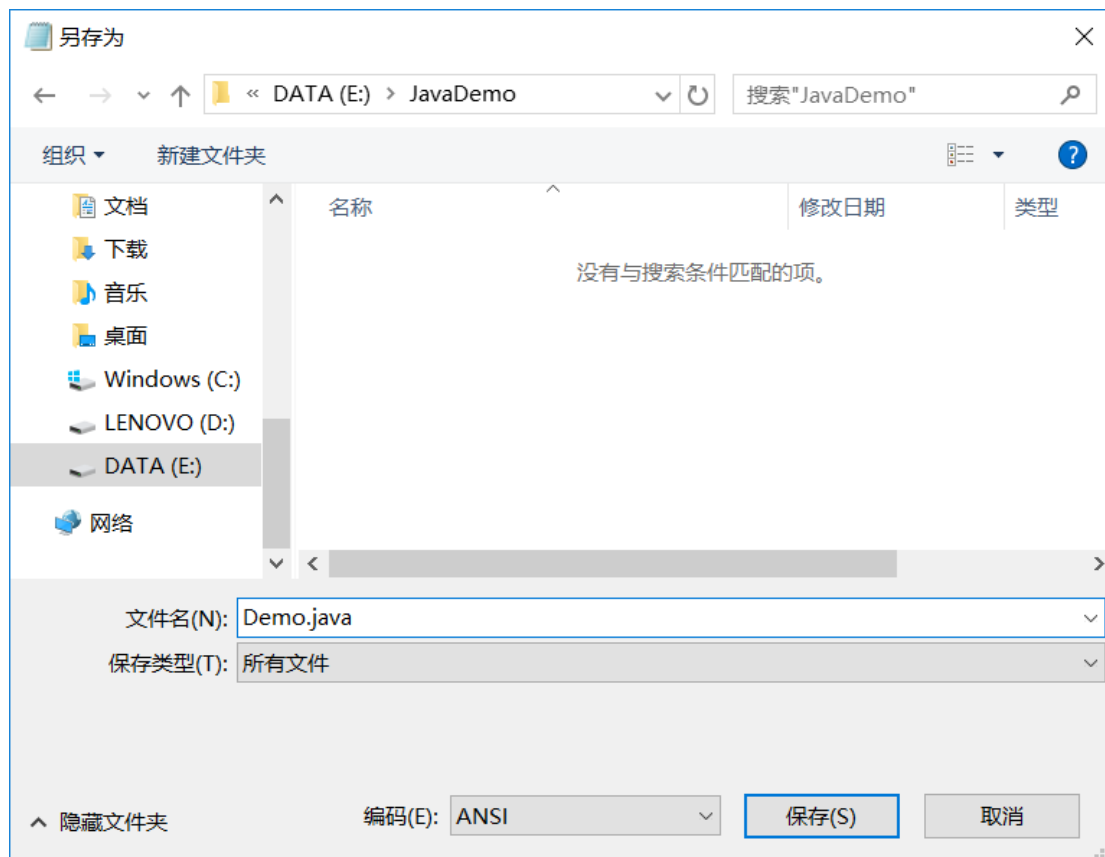 另存为
« DATA (E:) > JavaDemo
搜索"JavaDemo"
组织
新建文件夹
?
文档
下载
音乐
桌面
Windows (C:)
LENOVO (D:)
DATA (E:)
网络
名称
修改日期
类型
没有与搜索条件匹配的项。
文件名(N): Demo.java
保存类型(T): 所有文件
隐藏文件夹
编码(E): ANSI
保存(S)
取消